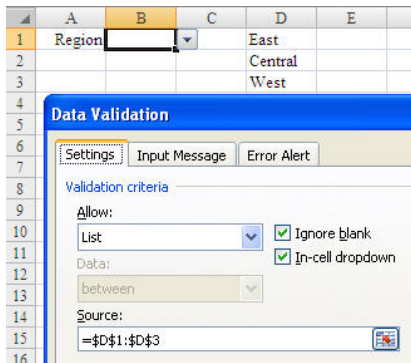 A B C D E
1 Region East
2 Central
3 West
4
5
6
7
8
9
10
11
12
13
14
15
16
Data Validation
Settings Input Message Error Alert
Validation criteria
Allow:
List
Ignore blank
In-cell dropdown
Data:
between
Source:
=$D$1:$D$3